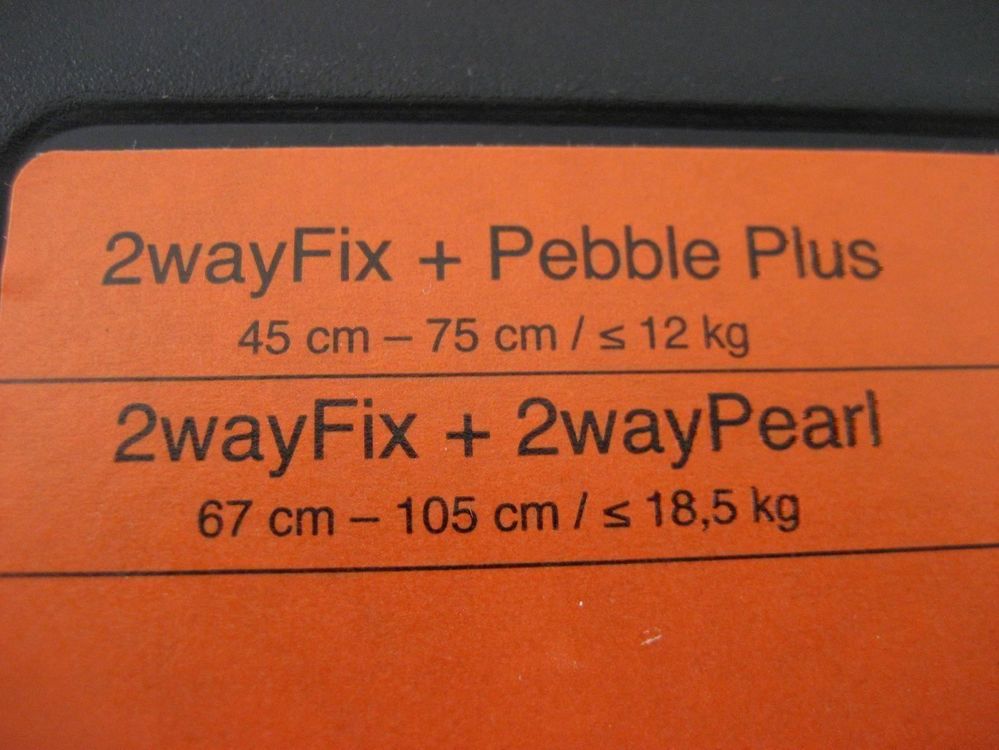 2wayFix + Pebble Plus
45 cm – 75 cm / ≤ 12 kg
2wayFix + 2wayPearl
67 cm – 105 cm / ≤ 18,5 kg